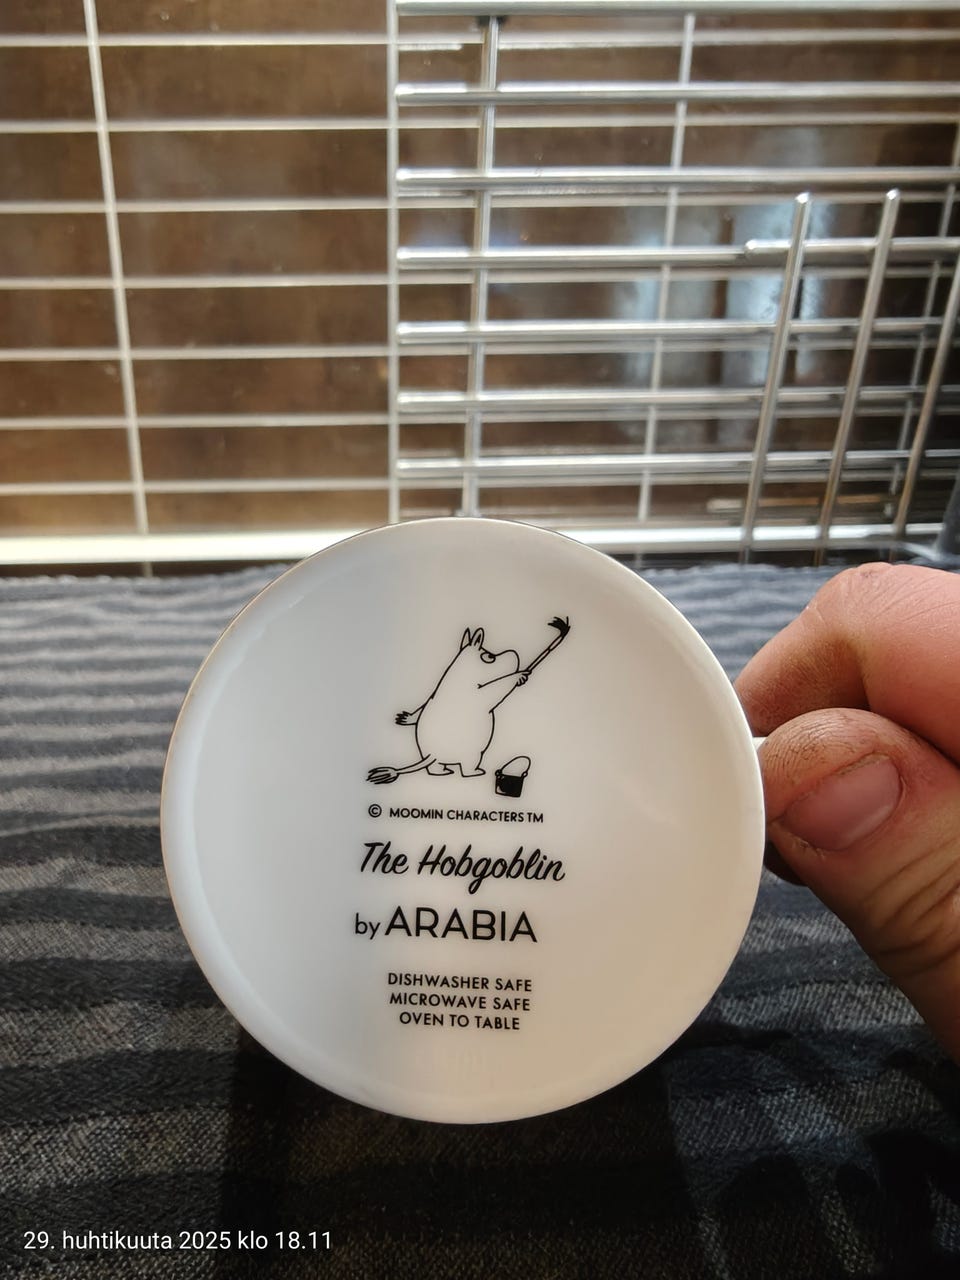 © MOOMIN CHARACTERS TM
The Hobgoblin
by ARABIA
DISHWASHER SAFE
MICROWAVE SAFE
OVEN TO TABLE
29. huhtikuuta 2025 klo 18.11